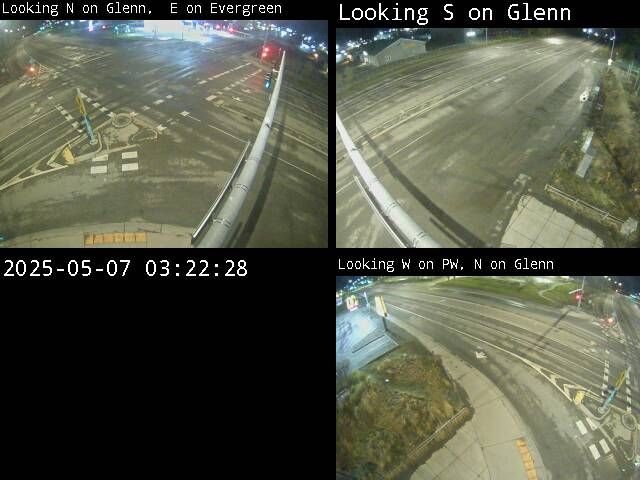 Looking N on Glenn,  E on Evergreen
Looking S on Glenn
2025-05-07 03:22:28
Looking W on PW, N on Glenn